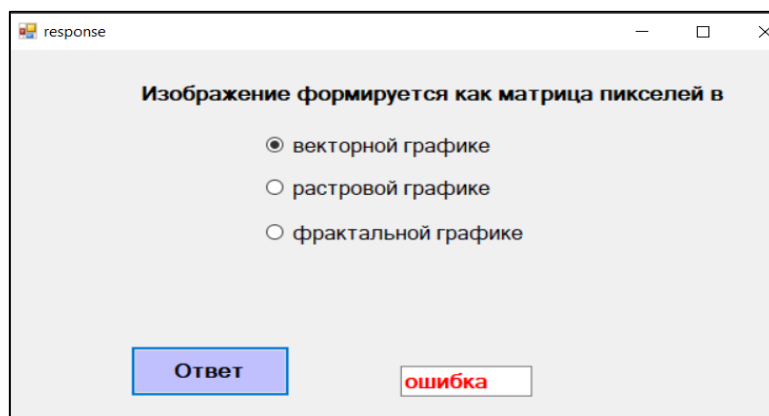 response
Изображение формируется как матрица пикселей в
векторной графике
растровой графике
фрактальной графике
Ответ
ошибка